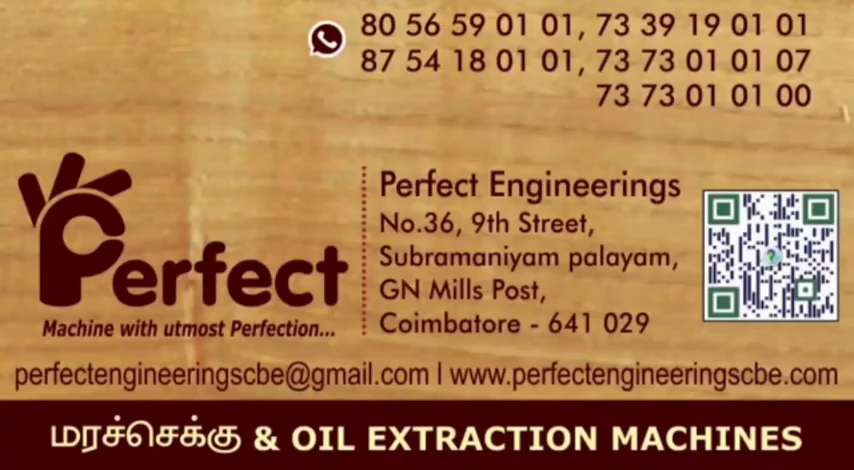 80 56 59 01 01, 73 39 19 01 01
87 54 18 01 01, 73 73 01 01 07
73 73 01 01 00
Perfect
Machine with utmost Perfection...
Perfect Engineerings
No.36, 9th Street,
Subramaniyam palayam,
GN Mills Post,
Coimbatore - 641 029
perfectengineeringscbe@gmail.com | www.perfectengineeringscbe.com
மரச்செக்கு & OIL EXTRACTION MACHINES